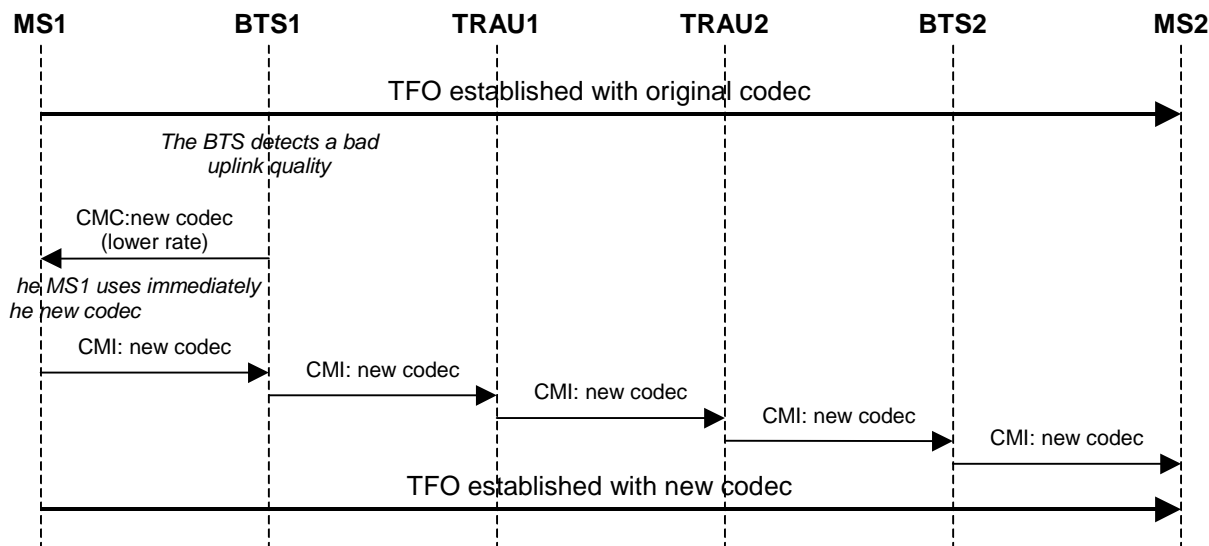 MS1 BTS1 TRAU1 TRAU2 BTS2 MS2
TFO established with original codec
The BTS detects a bad
uplink quality
CMC:new codec
(lower rate)
he MS1 uses immediately
he new codec
CMI: new codec
CMI: new codec
CMI: new codec
CMI: new codec
CMI: new codec
TFO established with new codec